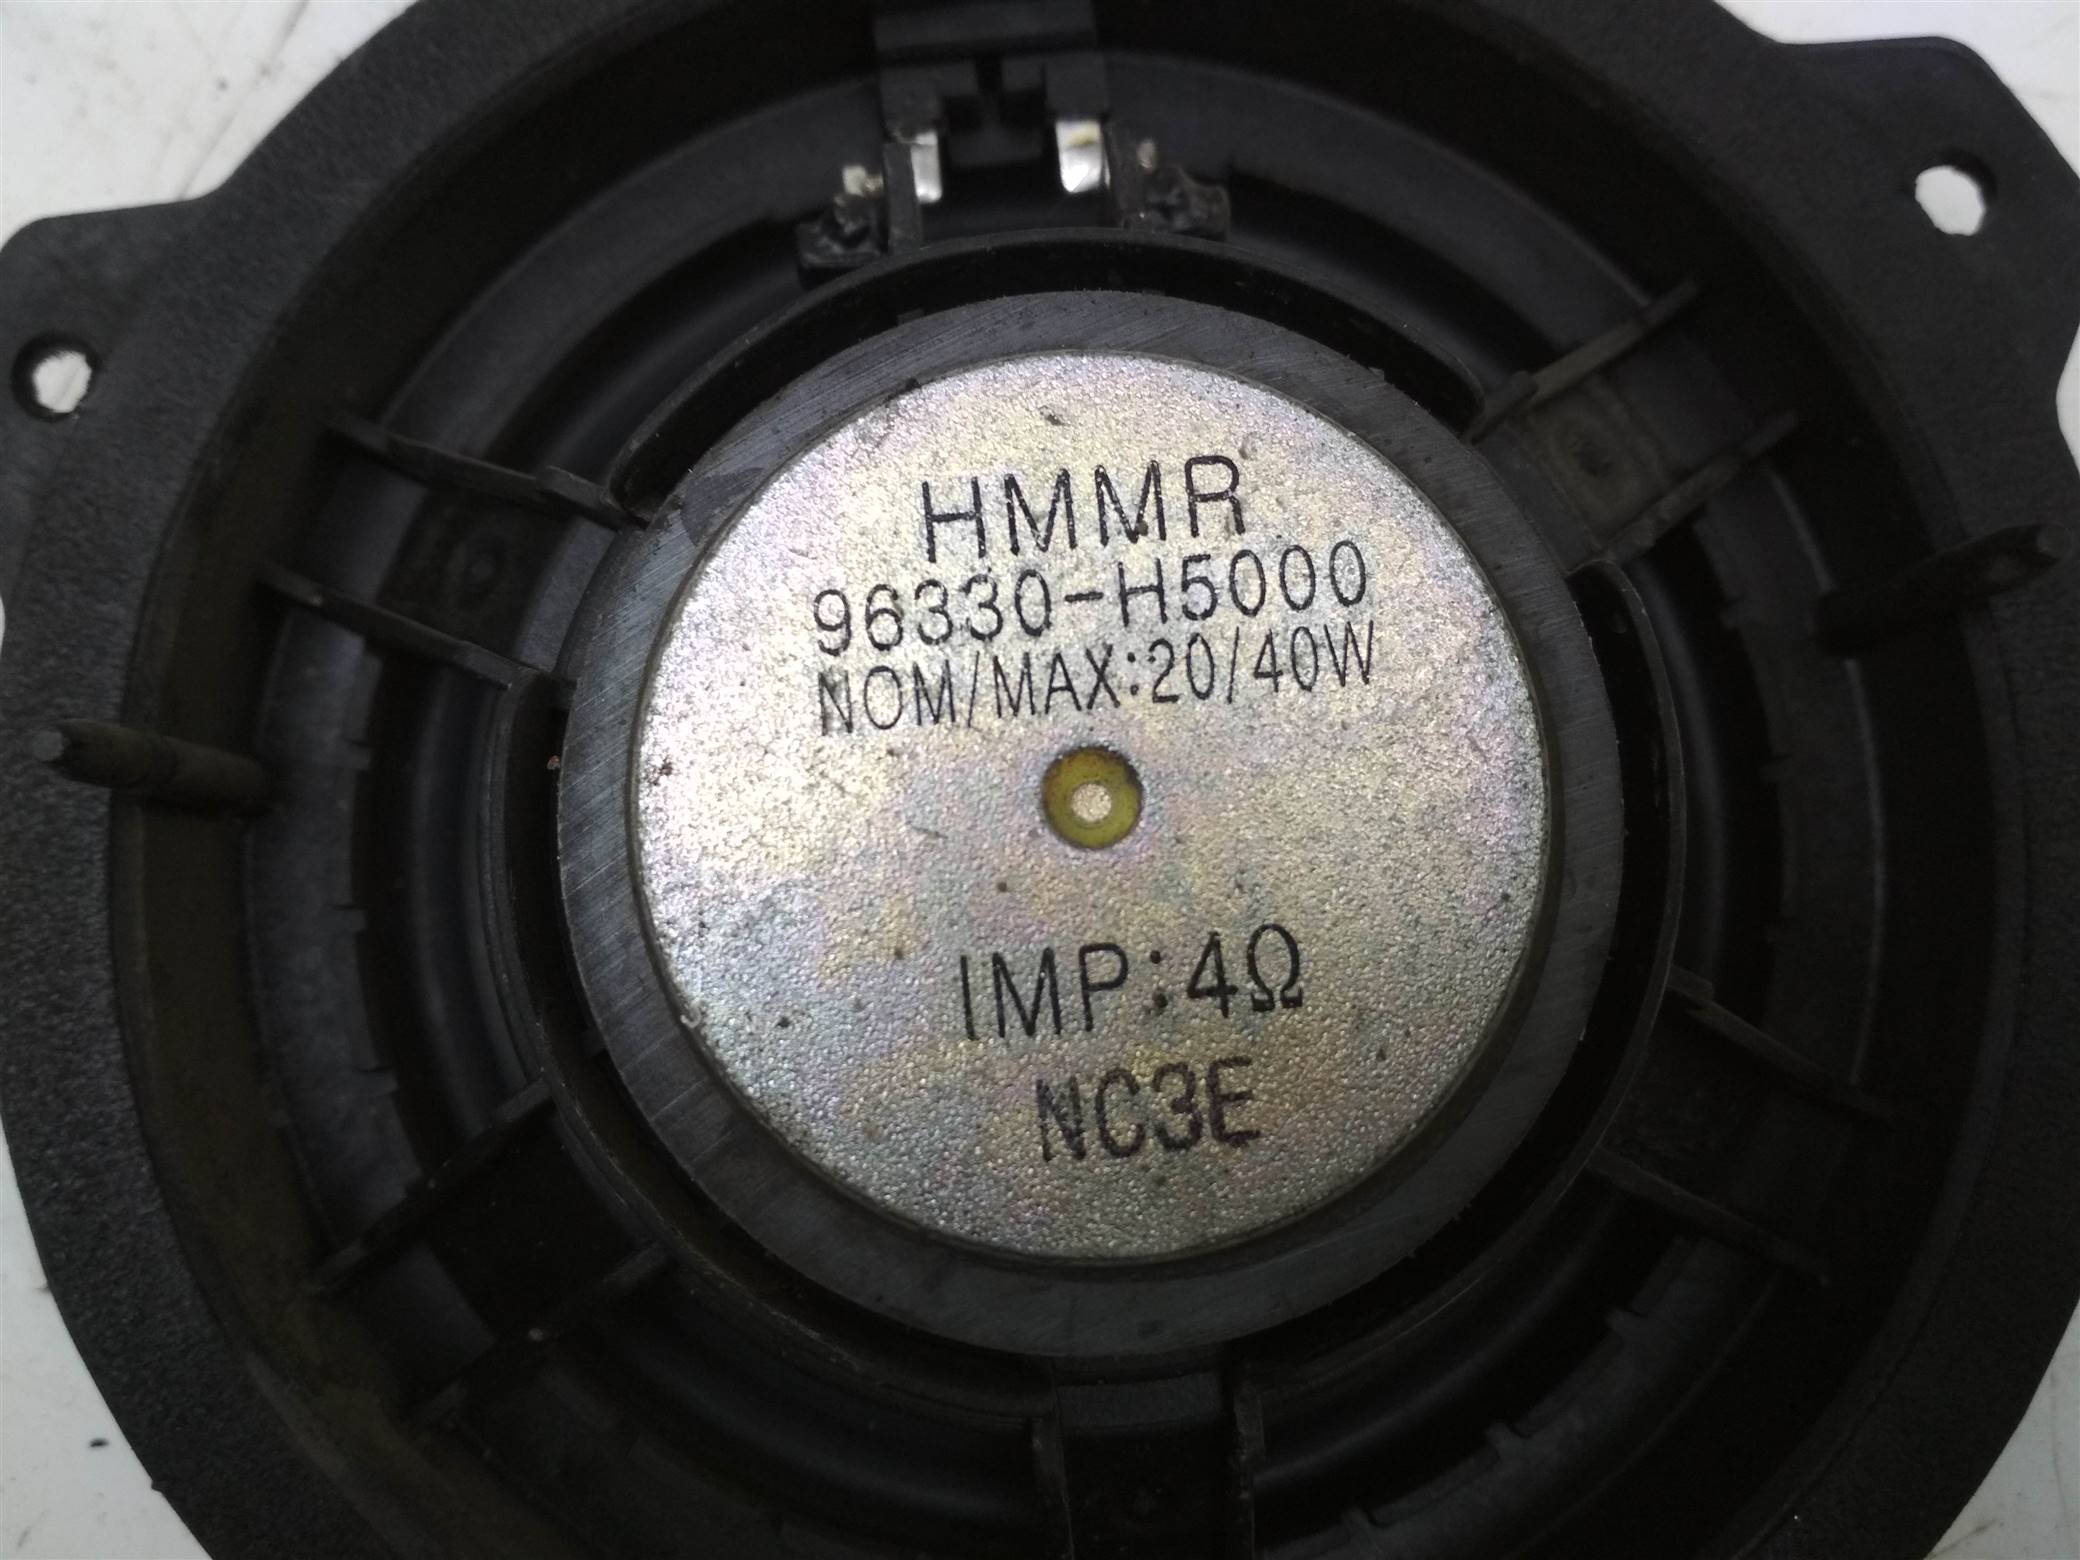 HMMR
96330-H5000
NOM/MAX:20/40W
IMP:4Ω
NC3E